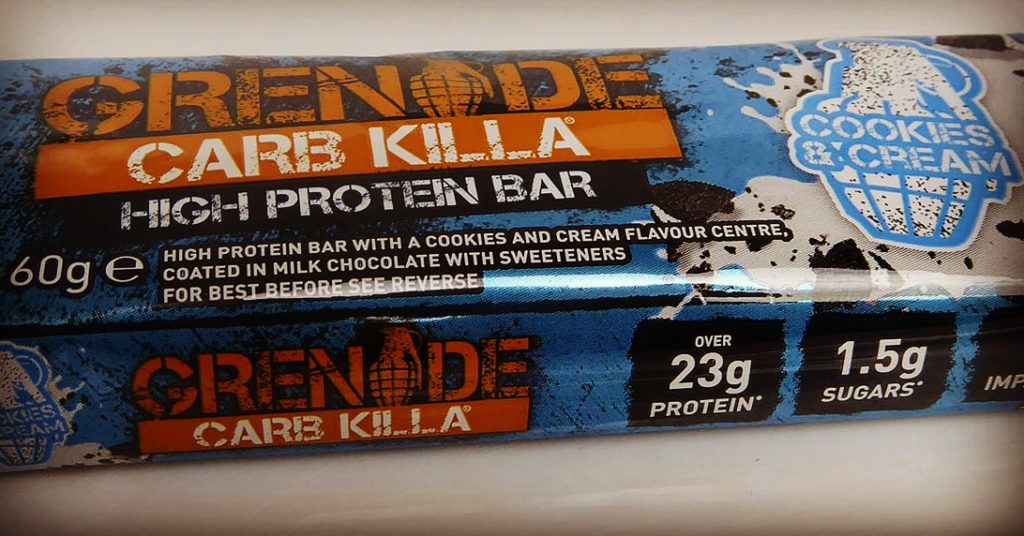 GRENADE
CARB KILLA®
HIGH PROTEIN BAR
60g e
HIGH PROTEIN BAR WITH A COOKIES AND CREAM FLAVOUR CENTRE,
COATED IN MILK CHOCOLATE WITH SWEETENERS
FOR BEST BEFORE SEE REVERSE
COOKIES
& CREAM
GRENADE
CARB KILLA®
OVER
23g
PROTEIN*
1.5g
SUGARS*
COOKIES
CREAM